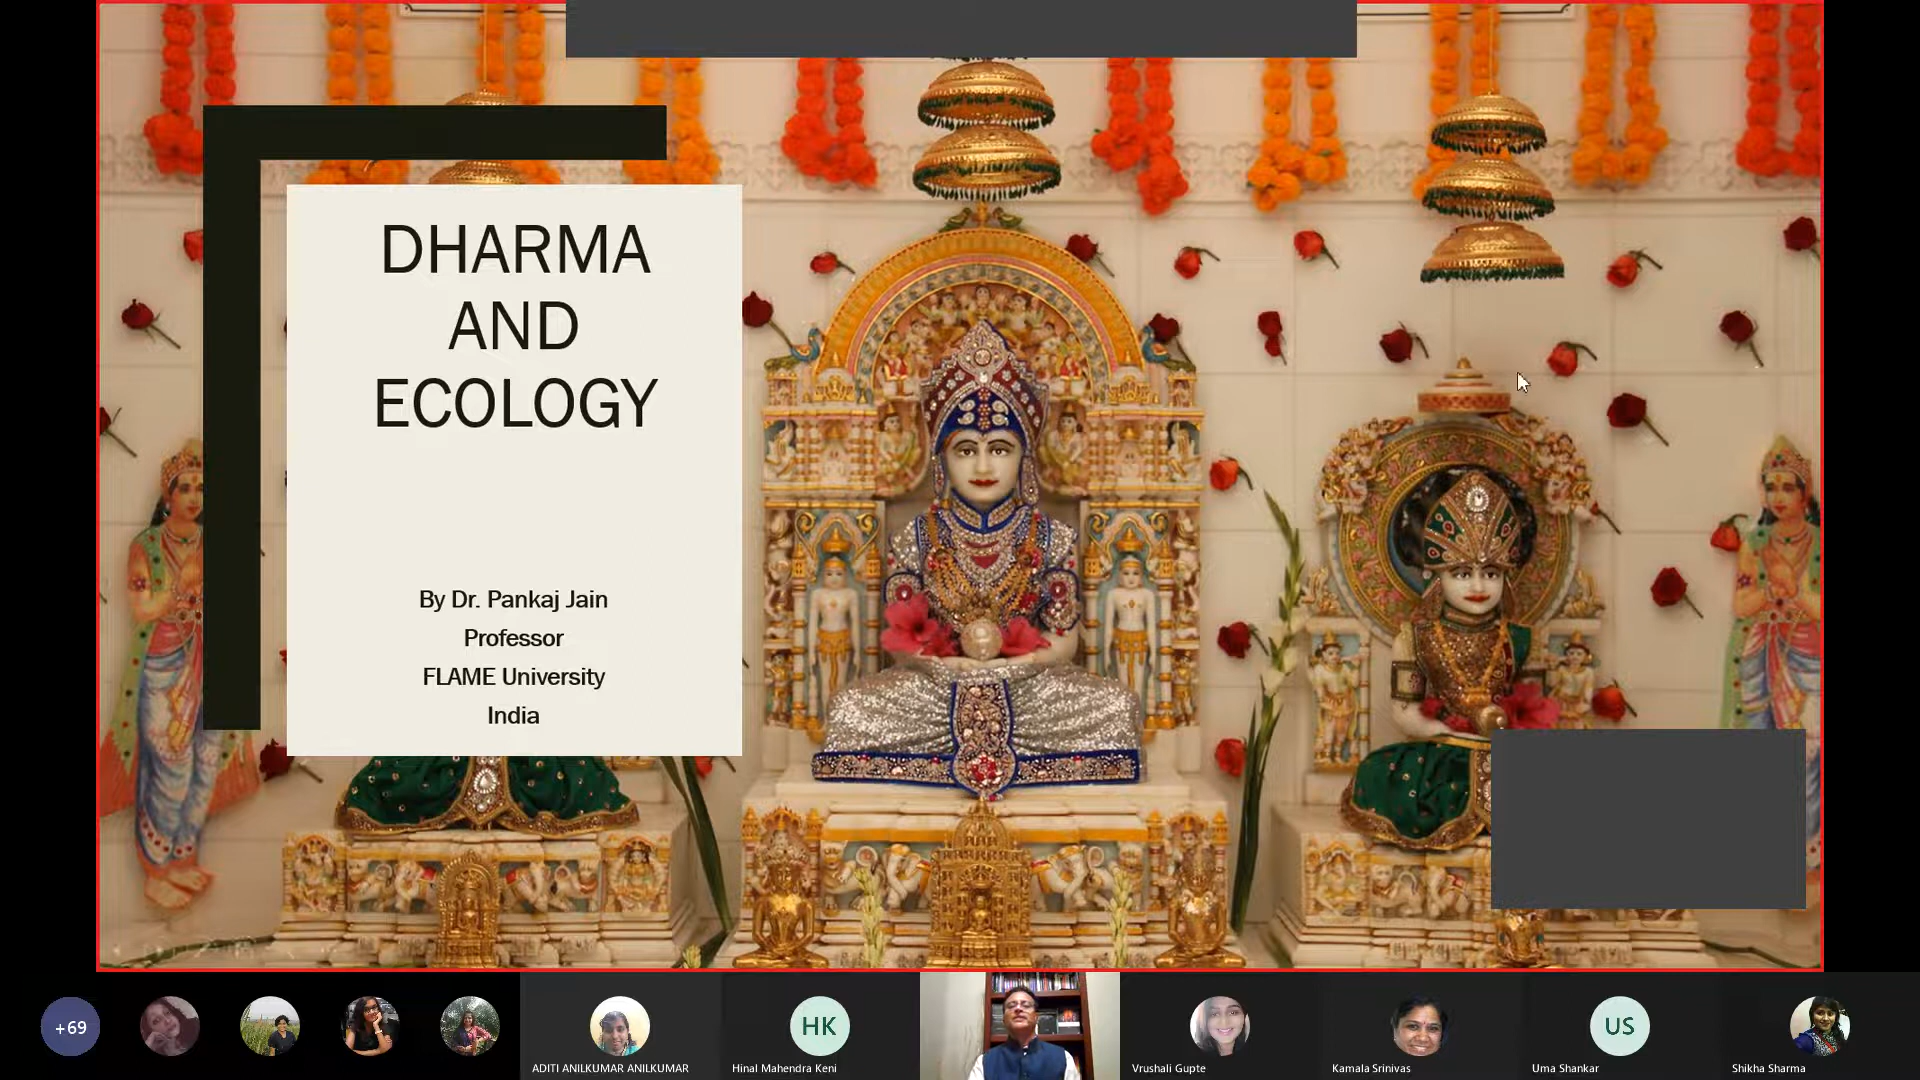 DHARMA
AND
ECOLOGY
By Dr. Pankaj Jain
Professor
FLAME University
India
+69
HK
US
ADITI ANILKUMAR ANILKUMAR
Hinal Mahendra Keni
Vrushali Gupte
Kamala Srinivas
Uma Shankar
Shikha Sharma